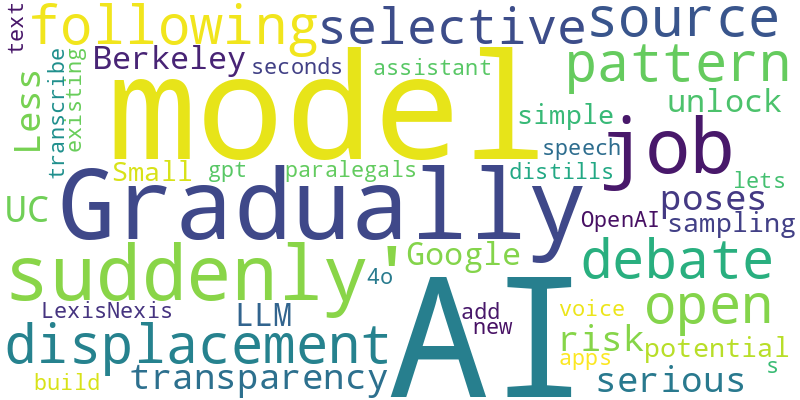 text
following
selective
source
Berkeley
seconds
assistant
pattern
Less
transcribe
existing
model
simple
unlock
job
speech
Small
gpt
paralegals
distills
lets
UC
Gradually
poses
OpenAI
sampling
suddenly'
Google
4o
debate
AI
LexisNexis
LLM
add
new
voice
open
displacement
risk
apps
potential
s
build
transparency
serious